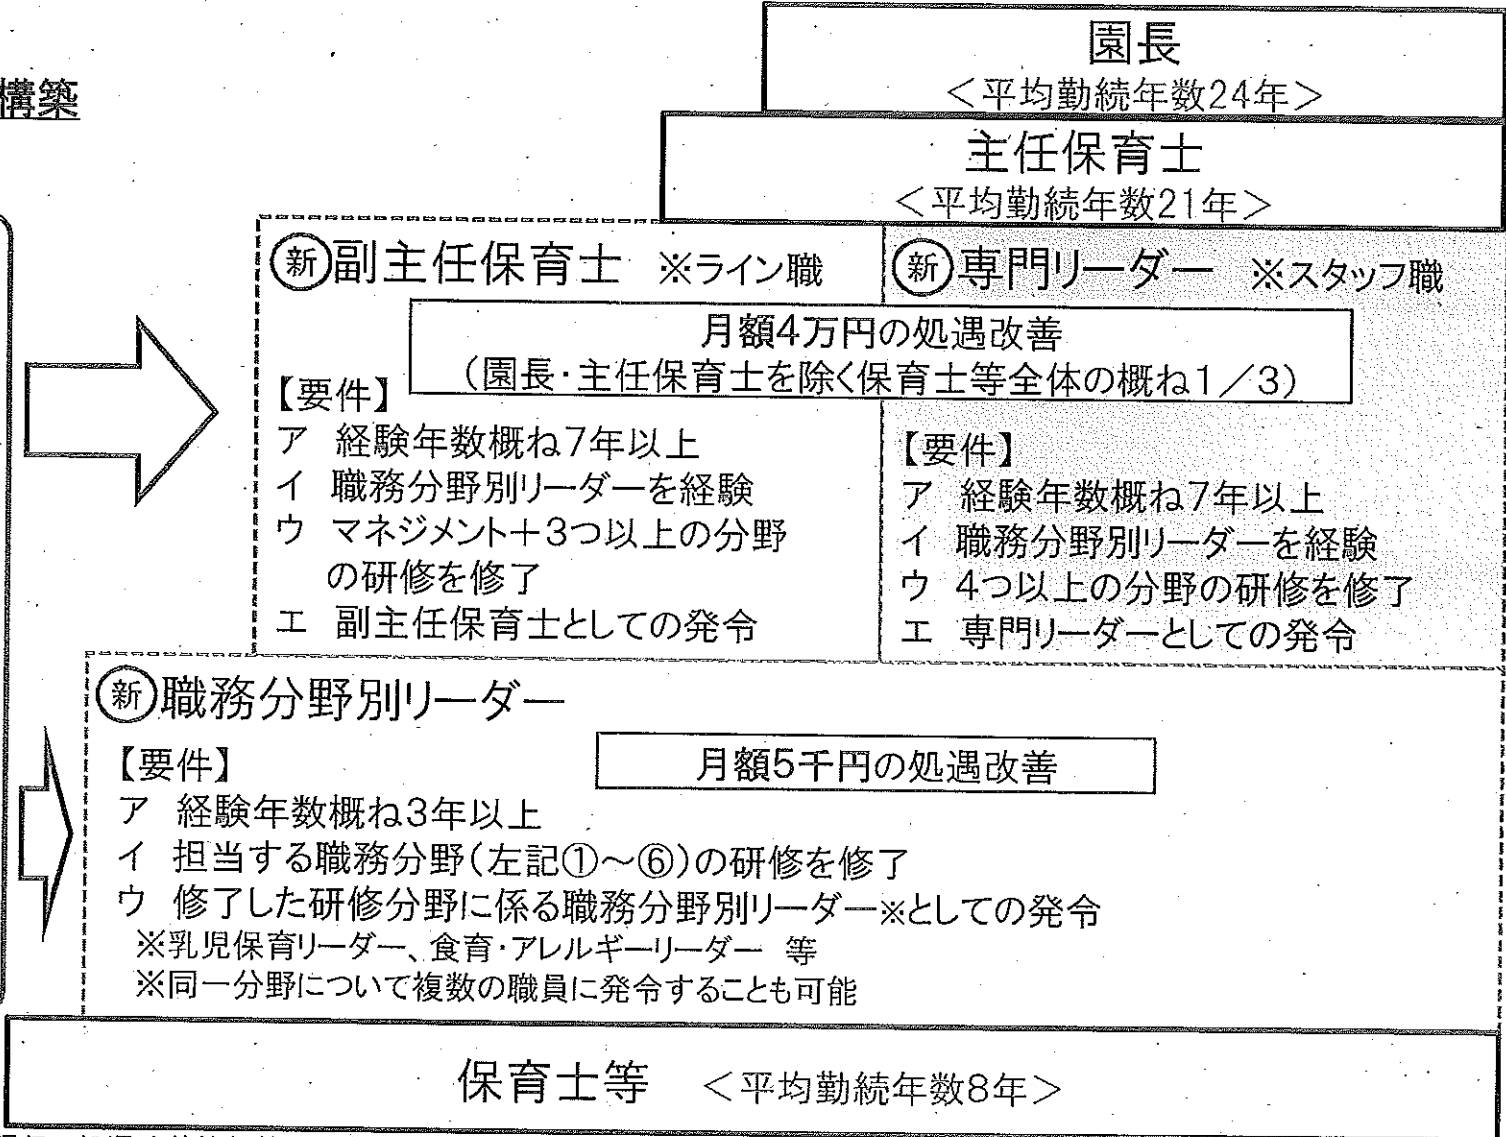 構築
園長
＜平均勤続年数24年＞
主任保育士
＜平均勤続年数21年＞
新 副主任保育士 ※ライン職
新 専門リーダー ※スタッフ職
月額4万円の処遇改善
（園長・主任保育士を除く保育士等全体の概ね1／3）
【要件】
ア 経験年数概ね7年以上
イ 職務分野別リーダーを経験
ウ マネジメント＋3つ以上の分野
の研修を修了
エ 副主任保育士としての発令
【要件】
ア 経験年数概ね7年以上
イ 職務分野別リーダーを経験
ウ 4つ以上の分野の研修を修了
エ 専門リーダーとしての発令
新 職務分野別リーダー
月額5千円の処遇改善
【要件】
ア 経験年数概ね3年以上
イ 担当する職務分野（左記①～⑥）の研修を修了
ウ 修了した研修分野に係る職務分野別リーダー※としての発令
※乳児保育リーダー、食育・アレルギーリーダー 等
※同一分野について複数の職員に発令することも可能
保育士等 ＜平均勤続年数8年＞